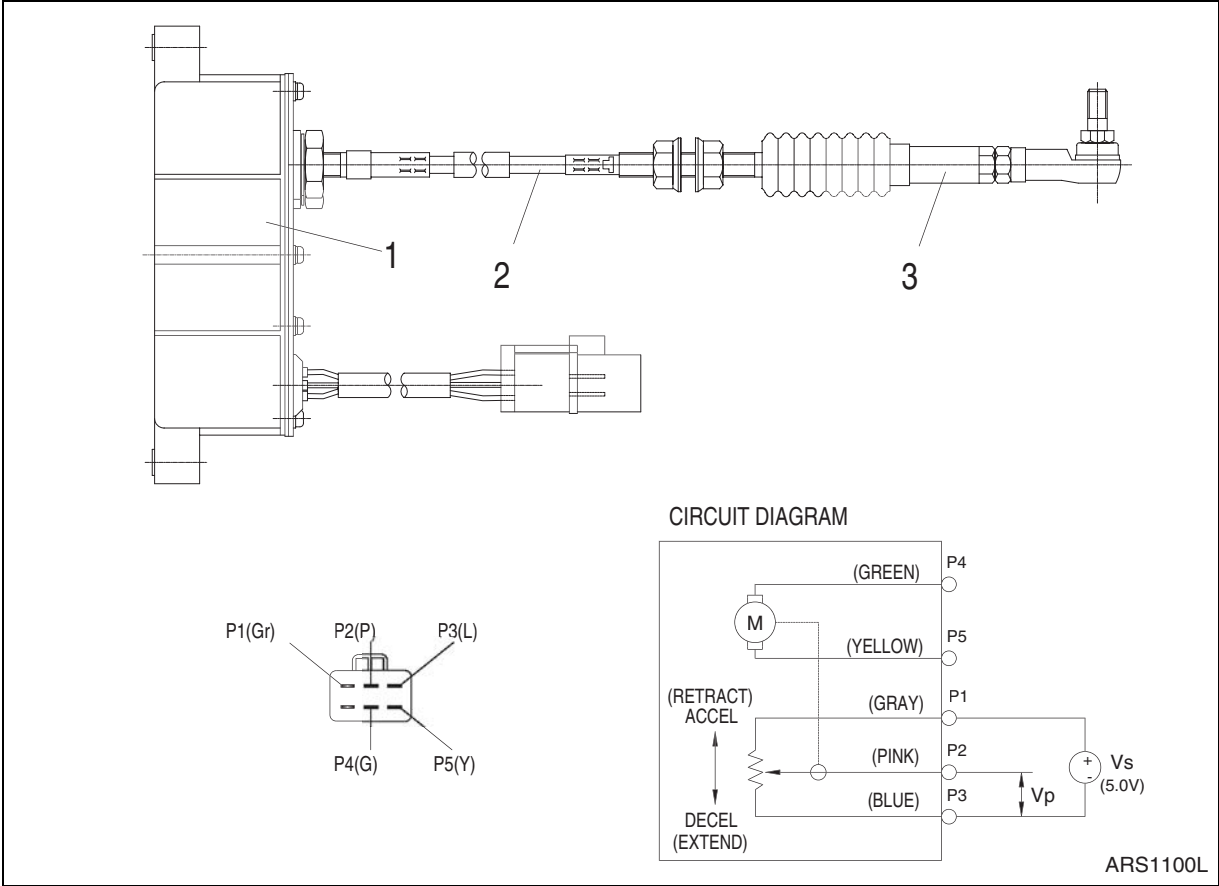 1
2
3
CIRCUIT DIAGRAM
(GREEN)
P4
M
(YELLOW)
P5
(RETRACT)
ACCEL
(GRAY)
P1
(PINK)
P2
+
-
Vs
(5.0V)
(BLUE)
P3
Vp
DECEL
(EXTEND)
P1(Gr)
P2(P)
P3(L)
P4(G)
P5(Y)
ARS1100L